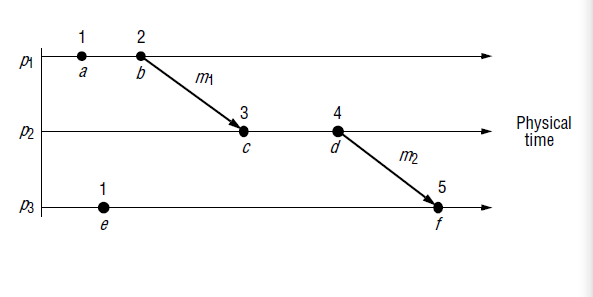 1 2
p1 a b m1
3 4
p2 c d m2
Physical
time
1 5
p3 e f